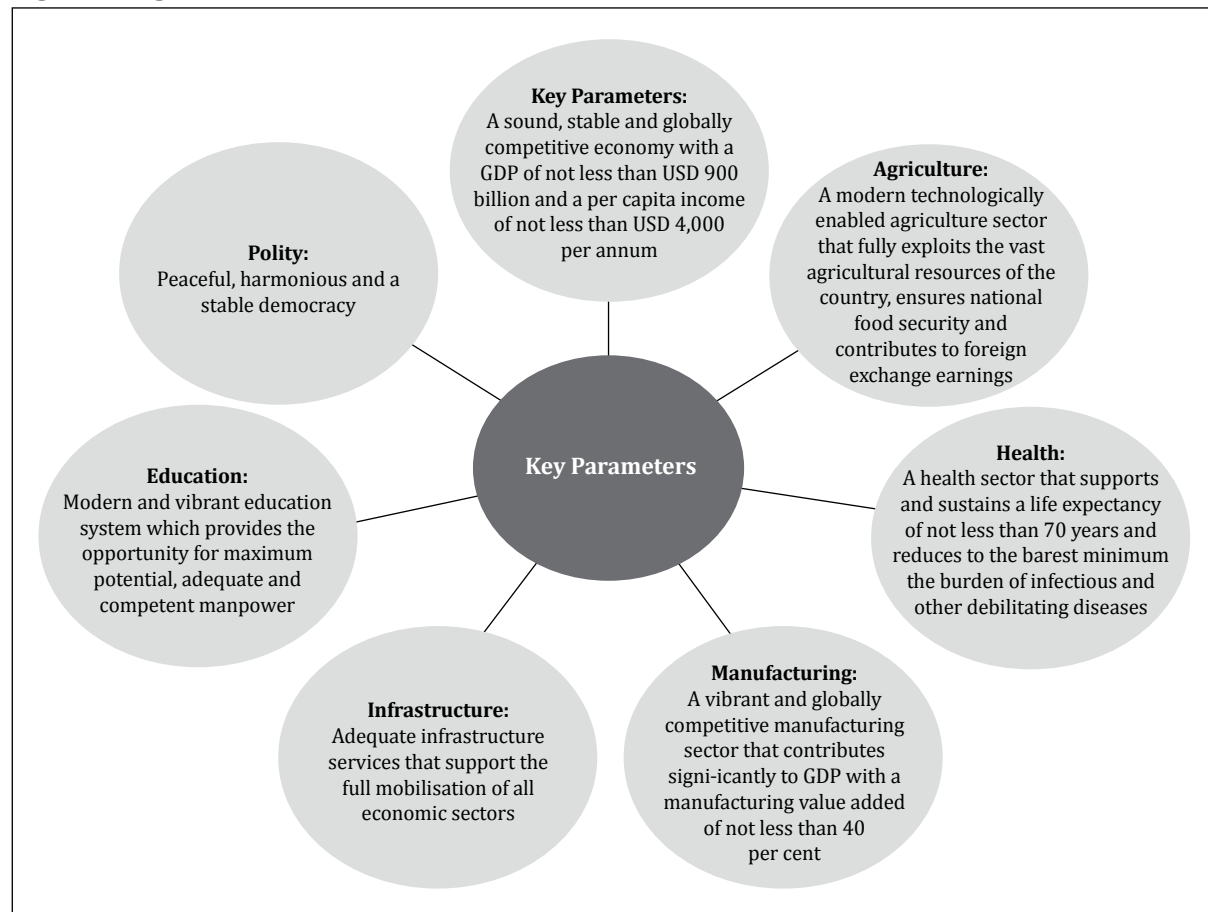 Key Parameters:
A sound, stable and globally
competitive economy with a
GDP of not less than USD 900
billion and a per capita income
of not less than USD 4,000
per annum
Agriculture:
A modern technologically
enabled agriculture sector
that fully exploits the vast
agricultural resources of the
country, ensures national
food security and
contributes to foreign
exchange earnings
Health:
A health sector that supports
and sustains a life expectancy
of not less than 70 years and
reduces to the barest minimum
the burden of infectious and
other debilitating diseases
Manufacturing:
A vibrant and globally
competitive manufacturing
sector that contributes
signi-icantly to GDP with a
manufacturing value added
of not less than 40
per cent
Infrastructure:
Adequate infrastructure
services that support the
full mobilisation of all
economic sectors
Education:
Modern and vibrant education
system which provides the
opportunity for maximum
potential, adequate and
competent manpower
Polity:
Peaceful, harmonious and a
stable democracy
Key Parameters